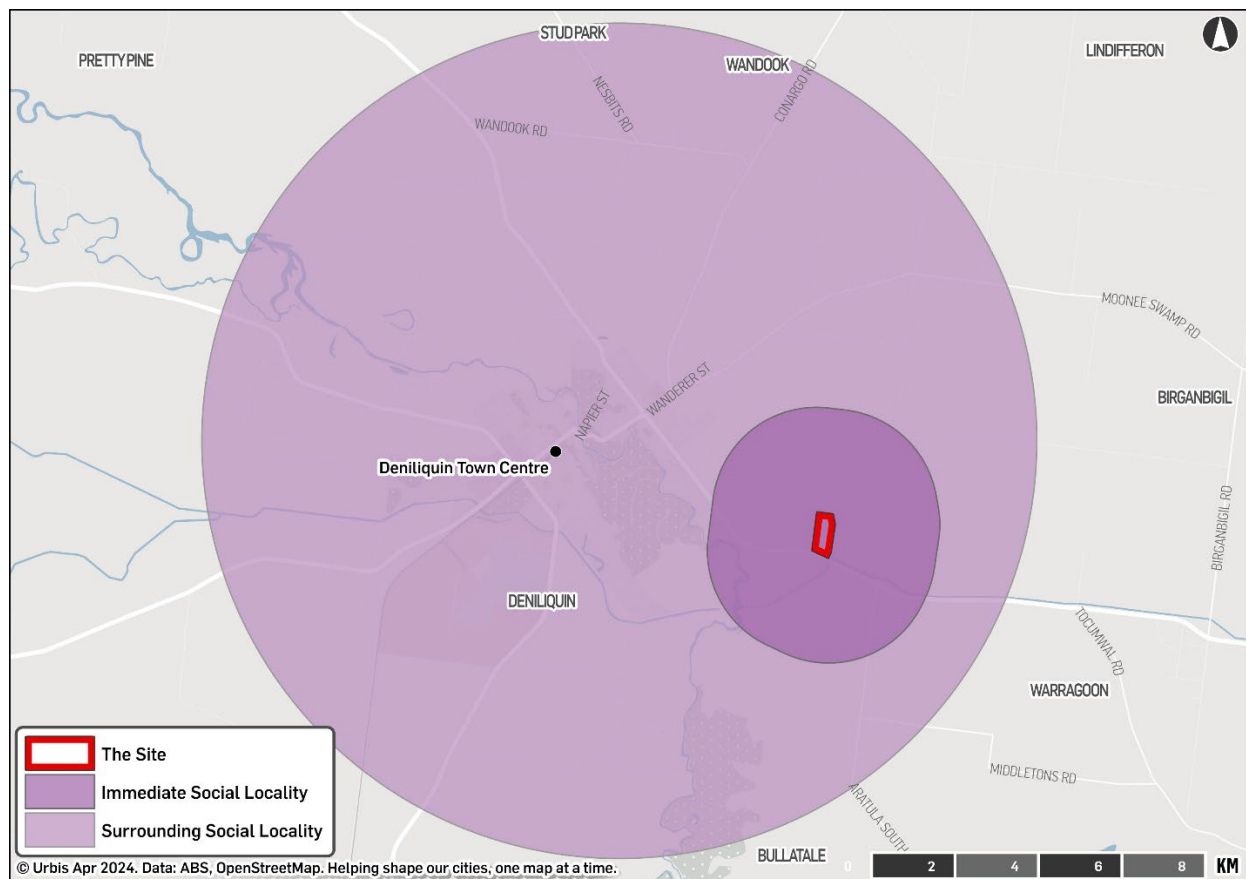 STUD PARK
PRETTY PINE
WANDOOK
LINDIFFERON
CONARGO RD
NESBITS RD
WANDOOK RD
MOONEE SWAMP RD
WANDERER ST
NAPIER ST
BIRGANBIGIL
Deniliquin Town Centre
BIRGANBIGIL RD
DENILIQUIN
TOCUMWAL RD
WARRAGOON
MIDDLETONS RD
ARATULA SOUTH
BULLATALE
The Site
Immediate Social Locality
Surrounding Social Locality
© Urbis Apr 2024. Data: ABS, OpenStreetMap. Helping shape our cities, one map at a time.
0 2 4 6 8 KM